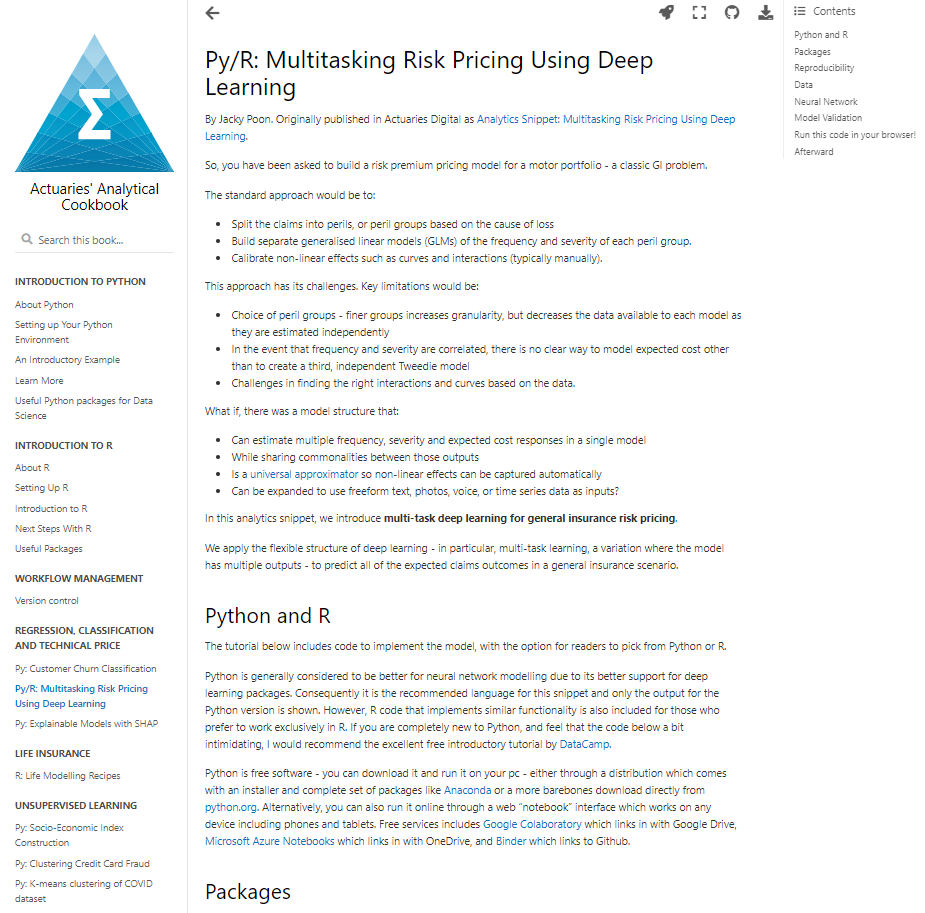 Σ
Actuaries' Analytical
Cookbook
Search this book...
INTRODUCTION TO PYTHON
About Python
Setting up Your Python
Environment
An Introductory Example
Learn More
Useful Python packages for Data
Science
INTRODUCTION TO R
About R
Setting Up R
Introduction to R
Next Steps With R
Useful Packages
WORKFLOW MANAGEMENT
Version control
REGRESSION, CLASSIFICATION
AND TECHNICAL PRICE
Py: Customer Churn Classification
Py/R: Multitasking Risk Pricing
Using Deep Learning
Py: Explainable Models with SHAP
LIFE INSURANCE
R: Life Modelling Recipes
UNSUPERVISED LEARNING
Py: Socio-Economic Index
Construction
Py: Clustering Credit Card Fraud
Py: K-means clustering of COVID
dataset
Py/R: Multitasking Risk Pricing Using Deep
Learning
By Jacky Poon. Originally published in Actuaries Digital as Analytics Snippet: Multitasking Risk Pricing Using Deep
Learning.
So, you have been asked to build a risk premium pricing model for a motor portfolio - a classic GI problem.
The standard approach would be to:
• Split the claims into perils, or peril groups based on the cause of loss
• Build separate generalised linear models (GLMs) of the frequency and severity of each peril group.
• Calibrate non-linear effects such as curves and interactions (typically manually).
This approach has its challenges. Key limitations would be:
• Choice of peril groups - finer groups increases granularity, but decreases the data available to each model as
they are estimated independently
• In the event that frequency and severity are correlated, there is no clear way to model expected cost other
than to create a third, independent Tweedie model
• Challenges in finding the right interactions and curves based on the data.
What if, there was a model structure that:
• Can estimate multiple frequency, severity and expected cost responses in a single model
• While sharing commonalities between those outputs
• Is a universal approximator so non-linear effects can be captured automatically
• Can be expanded to use freeform text, photos, voice, or time series data as inputs?
In this analytics snippet, we introduce multi-task deep learning for general insurance risk pricing.
We apply the flexible structure of deep learning - in particular, multi-task learning, a variation where the model
has multiple outputs - to predict all of the expected claims outcomes in a general insurance scenario.
Python and R
The tutorial below includes code to implement the model, with the option for readers to pick from Python or R.
Python is generally considered to be better for neural network modelling due to its better support for deep
learning packages. Consequently it is the recommended language for this snippet and only the output for the
Python version is shown. However, R code that implements similar functionality is also included for those who
prefer to work exclusively in R. If you are completely new to Python, and feel that the code below a bit
intimidating, I would recommend the excellent free introductory tutorial by DataCamp.
Python is free software - you can download it and run it on your pc - either through a distribution which comes
with an installer and complete set of packages like Anaconda or a more barebones download directly from
python.org. Alternatively, you can also run it online through a web "notebook" interface which works on any
device including phones and tablets. Free services includes Google Colaboratory which links in with Google Drive,
Microsoft Azure Notebooks which links in with OneDrive, and Binder which links to Github.
Packages
Contents
Python and R
Packages
Reproducibility
Data
Neural Network
Model Validation
Run this code in your browser!
Afterward